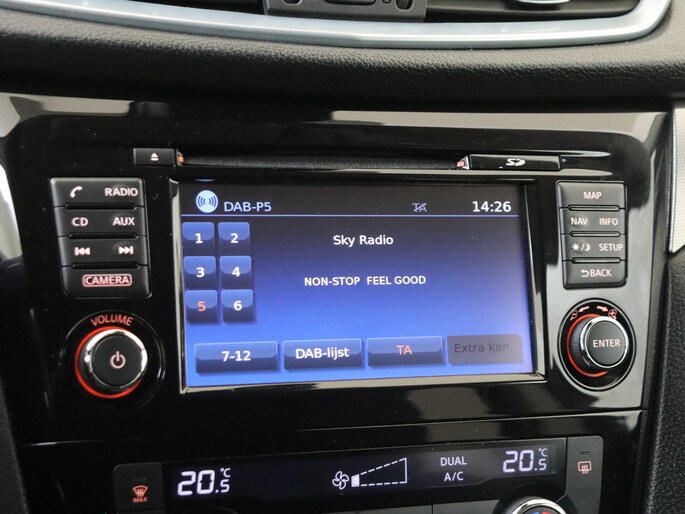 SD
RADIO
CD AUX
CAMERA
VOLUME
DAB-P5 TA 14:26
1 2
3 4
5 6
Sky Radio
NON-STOP FEEL GOOD
7-12 DAB-lijst TA Extra kan.
MAP
NAV INFO
SETUP
BACK
ENTER
MAX
20.5 °C
DUAL
A/C
20.5 °C